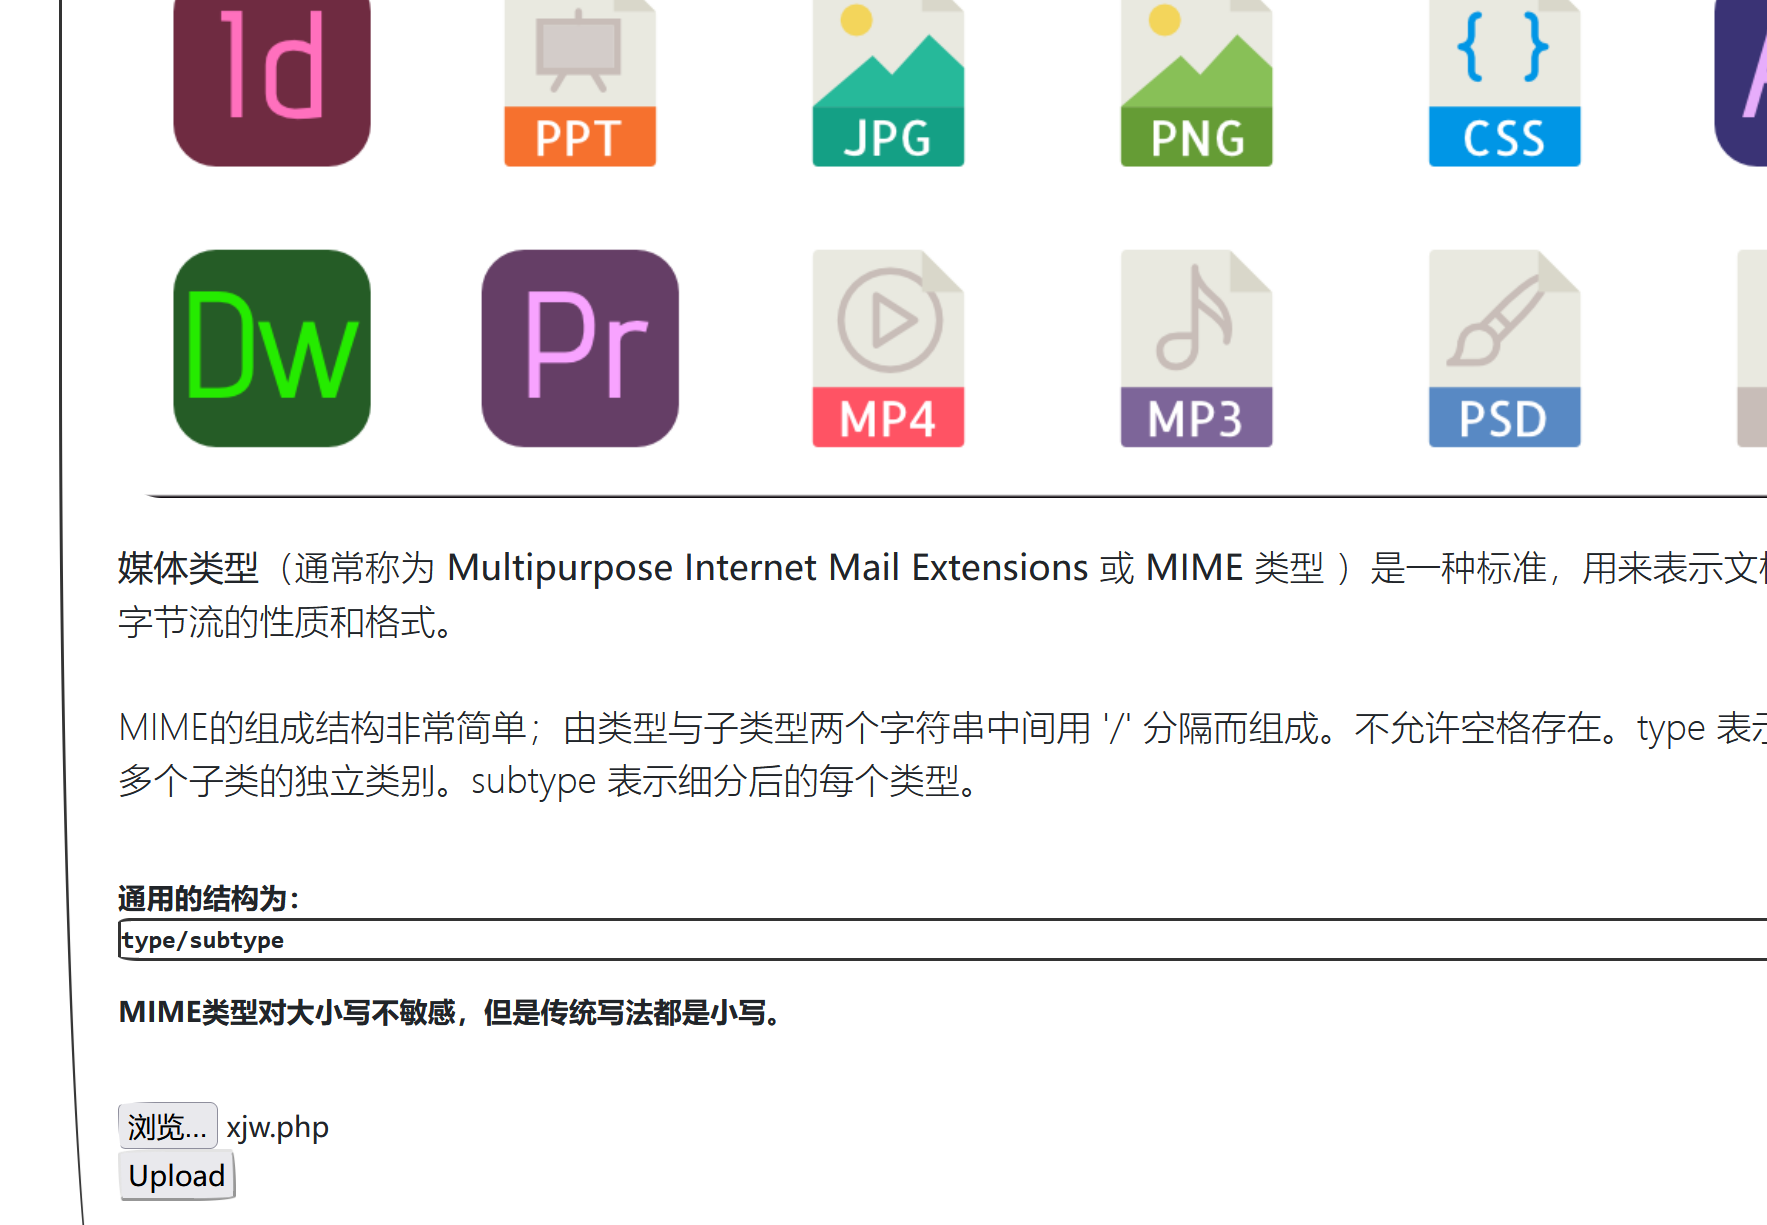 Id PPT JPG PNG CSS
Dw Pr MP4 MP3 PSD
媒体类型（通常称为 Multipurpose Internet Mail Extensions 或 MIME 类型 ）是一种标准，用来表示文
字节流的性质和格式。
MIME的组成结构非常简单；由类型与子类型两个字符串中间用 '/' 分隔而组成。不允许空格存在。type 表
多个子类的独立类别。subtype 表示细分后的每个类型。
通用的结构为：
type/subtype
MIME类型对大小写不敏感，但是传统写法都是小写。
浏览... xjw.php
Upload